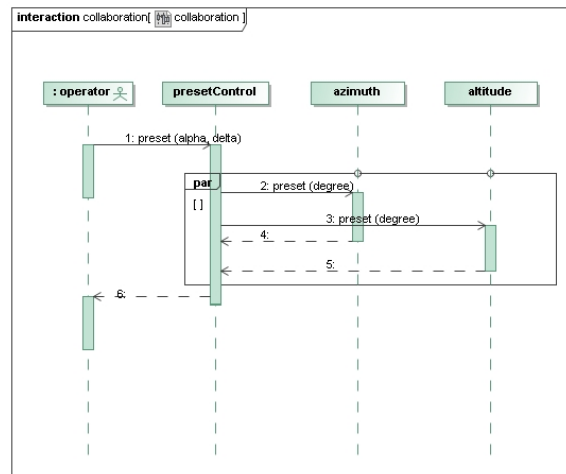 interaction collaboration[ collaboration ]
: operator
presetControl
azimuth
altitude
1: preset (alpha, delta)
par
2: preset (degree)
[ ]
3: preset (degree)
4:
5:
6: